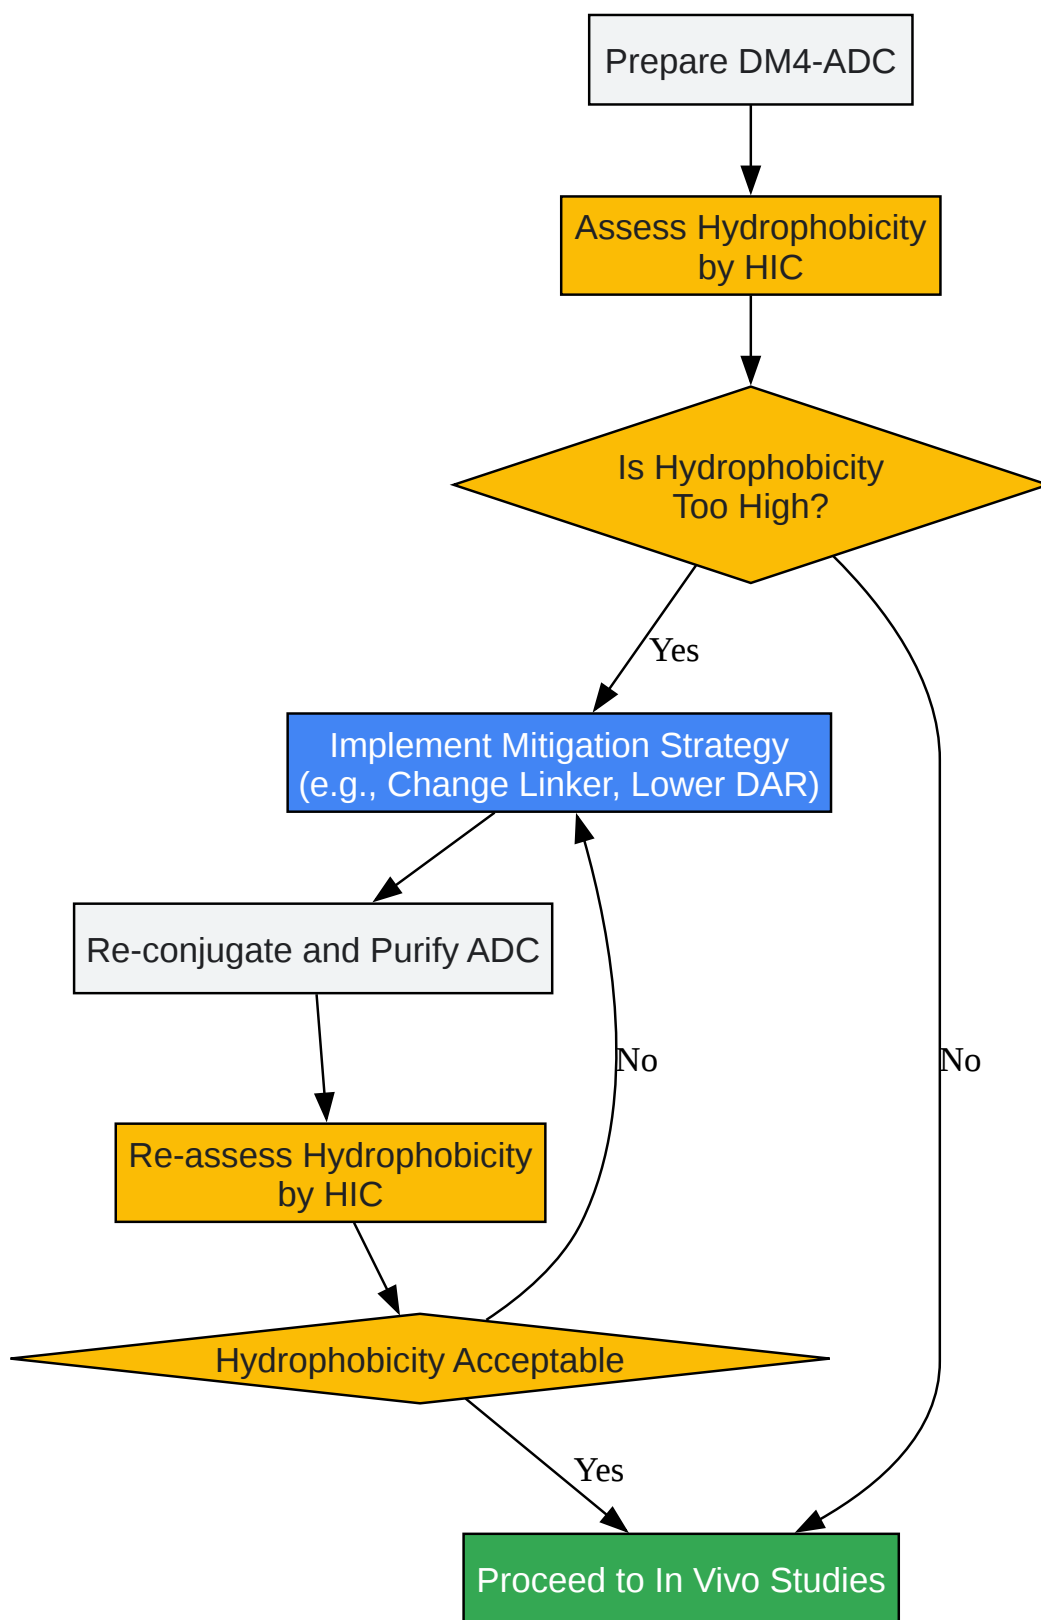 Prepare DM4-ADC
Assess Hydrophobicity
by HIC
Is Hydrophobicity
Too High?
Yes
Implement Mitigation Strategy
(e.g., Change Linker, Lower DAR)
Re-conjugate and Purify ADC
No
No
Re-assess Hydrophobicity
by HIC
Hydrophobicity Acceptable
Yes
Proceed to In Vivo Studies